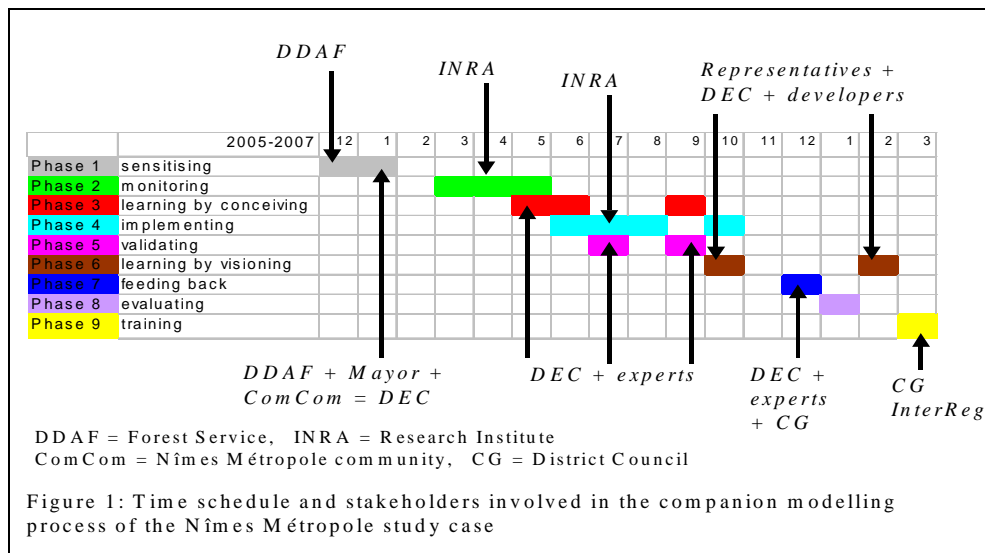 DDAF
INRA
INRA
Representatives +
DEC + developers
2005-2007 12 1 2 3 4 5 6 7 8 9 10 11 12 1 2 3
Phase 1 sensitising
Phase 2 monitoring
Phase 3 learning by conceiving
Phase 4 implementing
Phase 5 validating
Phase 6 learning by visioning
Phase 7 feeding back
Phase 8 evaluating
Phase 9 training
DDAF + Mayor +
ComCom = DEC
DEC + experts
DEC +
experts
+ CG
CG
InterReg
DDAF = Forest Service, INRA = Research Institute
ComCom = Nîmes Métropole community, CG = District Council
Figure 1: Time schedule and stakeholders involved in the companion modelling
process of the Nîmes Métropole study case